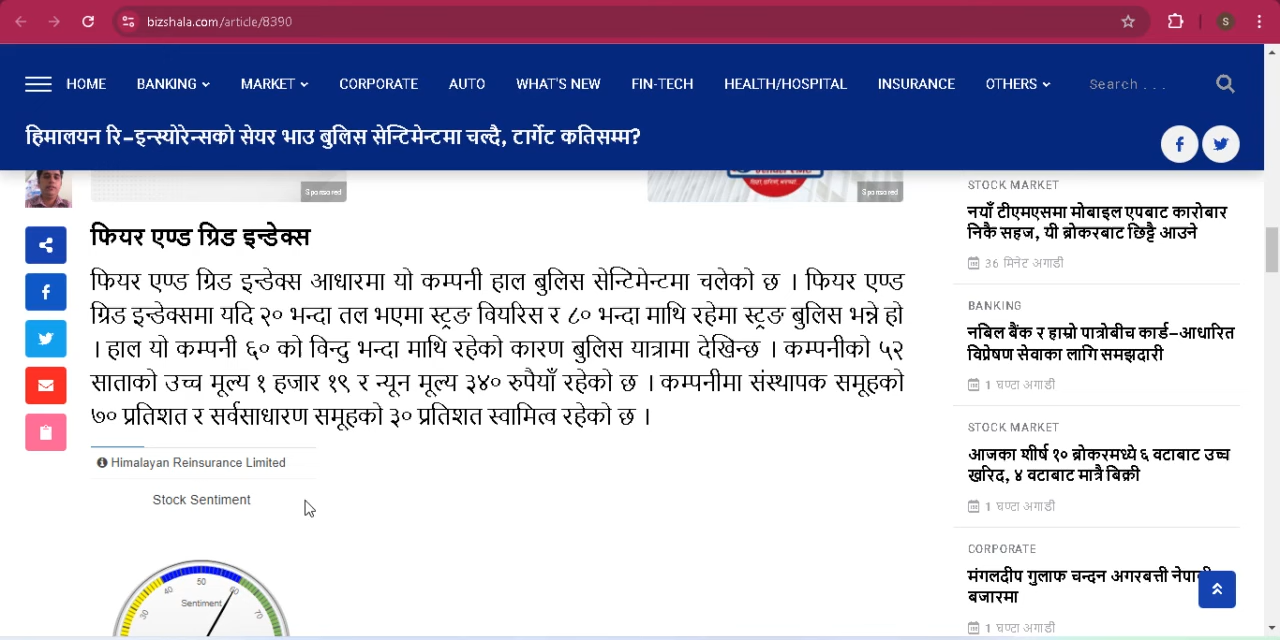 bizshala.com/article/8390
S
HOME BANKING MARKET CORPORATE AUTO WHAT'S NEW FIN-TECH HEALTH/HOSPITAL INSURANCE OTHERS Search . . .
हिमालयन रि-इन्स्योरेन्सको सेयर भाउ बुलिस सेन्टिमेन्टमा चल्दै, टार्गेट कतिसम्म?
Sponsored
Sponsored
फियर एण्ड ग्रिड इन्डेक्स
फियर एण्ड ग्रिड इन्डेक्स आधारमा यो कम्पनी हाल बुलिस सेन्टिमेन्टमा चलेको छ । फियर एण्ड
ग्रिड इन्डेक्समा यदि २० भन्दा तल भएमा स्ट्रङ वियरिस र ८० भन्दा माथि रहेमा स्ट्रङ बुलिस भन्ने हो
। हाल यो कम्पनी ६० को विन्दु भन्दा माथि रहेको कारण बुलिस यात्रामा देखिन्छ । कम्पनीको ५२
साताको उच्च मूल्य १ हजार १९ र न्यून मूल्य ३४० रुपैयाँ रहेको छ । कम्पनीमा संस्थापक समूहको
७० प्रतिशत र सर्वसाधारण समूहको ३० प्रतिशत स्वामित्व रहेको छ ।
Himalayan Reinsurance Limited
Stock Sentiment
30 40 50 60 70
Sentiment
STOCK MARKET
नयाँ टीएमएसमा मोबाइल एपबाट कारोबार
निकै सहज, यी ब्रोकरबाट छिट्टै आउने
36 मिनेट अगाडी
BANKING
नबिल बैंक र हाम्रो पात्रोबीच कार्ड–आधारित
विप्रेषण सेवाका लागि समझदारी
1 घण्टा अगाडी
STOCK MARKET
आजका शीर्ष १० ब्रोकरमध्ये ६ वटाबाट उच्च
खरिद, ४ वटाबाट मात्रै बिक्री
1 घण्टा अगाडी
CORPORATE
मंगलदीप गुलाफ चन्दन अगरबत्ती
बजारमा
1 घण्टा अगाडी